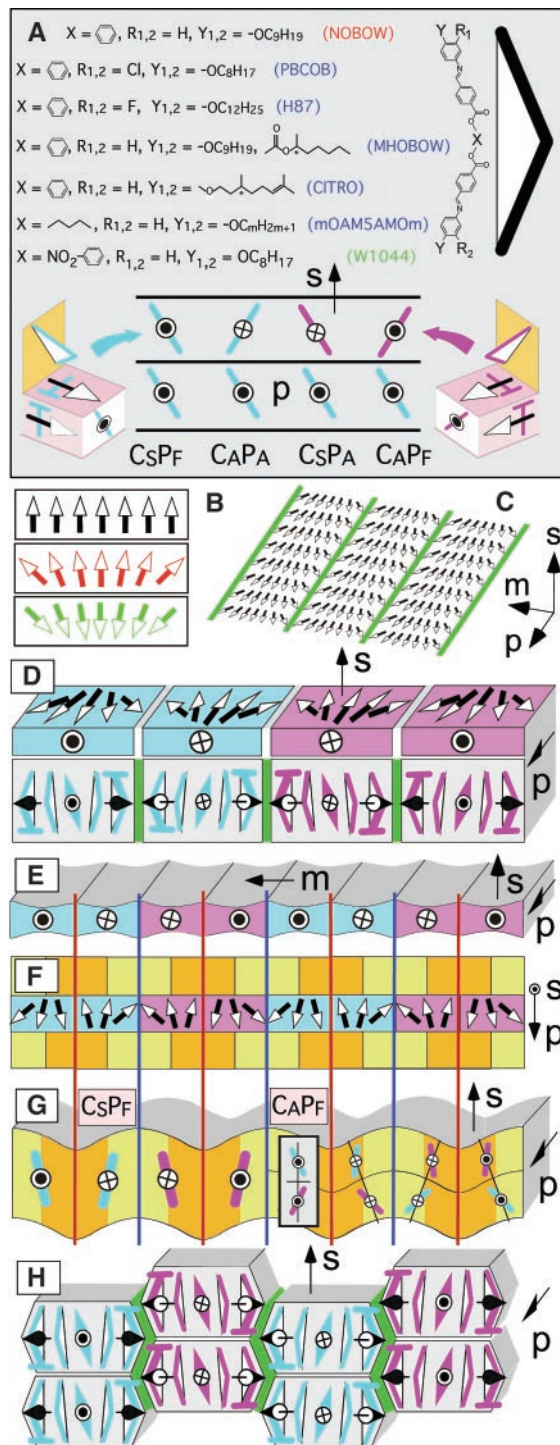 A
X = , R1,2 = H, Y1,2 = -OC9H19 (NOBOW)
X = , R1,2 = Cl, Y1,2 = -OC8H17 (PBCOB)
X = , R1,2 = F, Y1,2 = -OC12H25 (H87)
X = , R1,2 = H, Y1,2 = -OC9H19, O O * (MHOBOW)
X = , R1,2 = H, Y1,2 = O * (CITRO)
X = , R1,2 = H, Y1,2 = -OCmH2m+1 (mOAM5AMOm)
X = NO2- , R1,2 = H, Y1,2 = OC8H17 (W1044)
Y R1
N
O
O
X
O
O
N
Y R2
s
p
CSPF CAPA CSPA CAPF
B C
s
m
p
D s
p
E m s
p
F
s
p
G CSPF CAPF s
p
H s
p